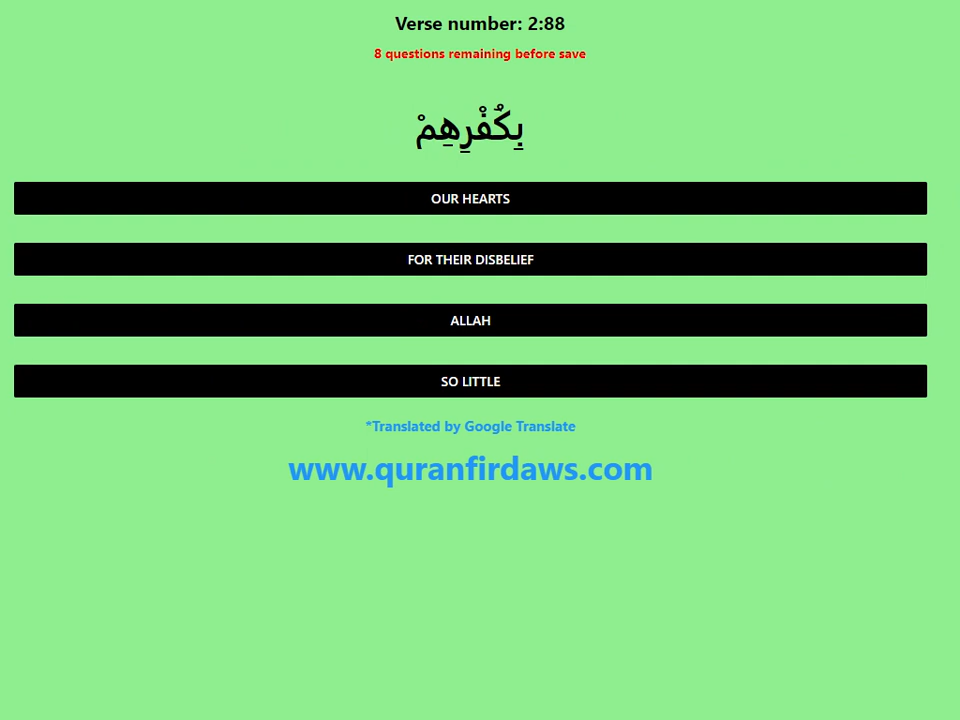 Verse number: 2:88
8 questions remaining before save
بِكُفْرِهِمْ
OUR HEARTS
FOR THEIR DISBELIEF
ALLAH
SO LITTLE
*Translated by Google Translate
www.quranfirdaws.com